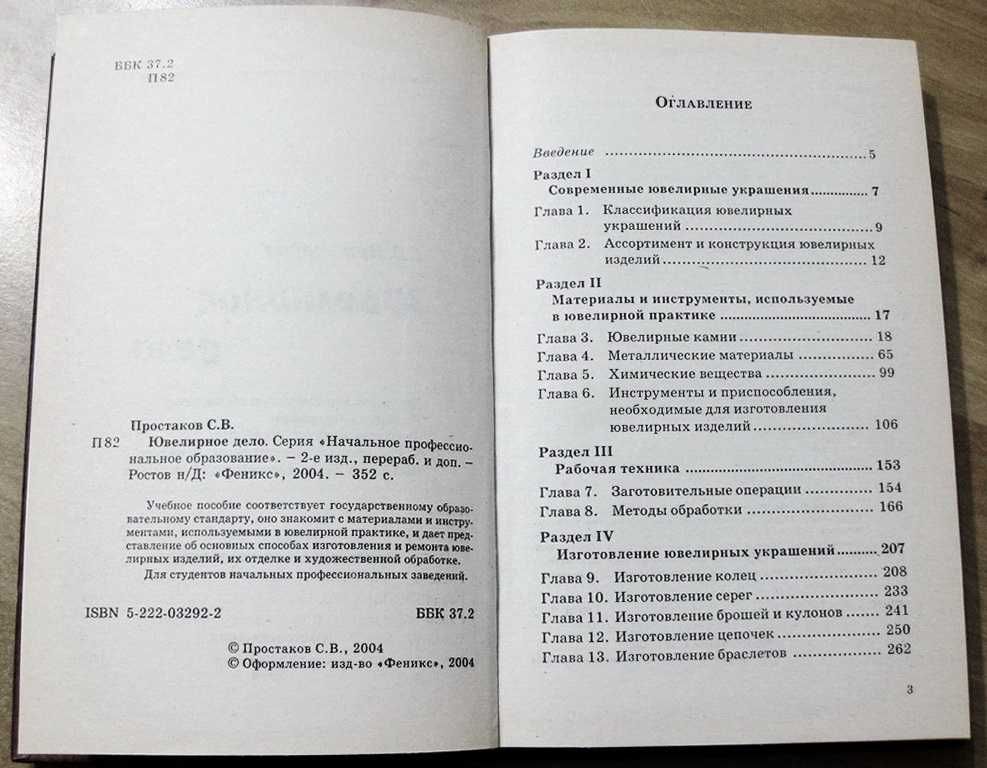 ББК 37.2
П82
Простаков С.В.
П82 Ювелирное дело. Серия «Начальное профессио-
нальное образование». – 2-е изд., перераб. и доп. –
Ростов н/Д: «Феникс», 2004. – 352 с.
Учебное пособие соответствует государственному образо-
вательному стандарту, оно знакомит с материалами и инстру-
ментами, используемыми в ювелирной практике, и дает пред-
ставление об основных способах изготовления и ремонта юве-
лирных изделий, их отделке и художественной обработке.
Для студентов начальных профессиональных заведений.
ISBN 5-222-03292-2 ББК 37.2
© Простаков С.В., 2004
© Оформление: изд-во «Феникс», 2004
Оглавление
Введение ........................................ 5
Раздел I
Современные ювелирные украшения.............. 7
Глава 1. Классификация ювелирных
украшений ............................. 9
Глава 2. Ассортимент и конструкция ювелирных
изделий................................ 12
Раздел II
Материалы и инструменты, используемые
в ювелирной практике .......................... 17
Глава 3. Ювелирные камни ..................... 18
Глава 4. Металлические материалы ............ 65
Глава 5. Химические вещества ................. 99
Глава 6. Инструменты и приспособления,
необходимые для изготовления
ювелирных изделий ................... 106
Раздел III
Рабочая техника ................................ 153
Глава 7. Заготовительные операции ........... 154
Глава 8. Методы обработки .................... 166
Раздел IV
Изготовление ювелирных украшений.......... 207
Глава 9. Изготовление колец .................. 208
Глава 10. Изготовление серег .................. 233
Глава 11. Изготовление брошей и кулонов ...... 241
Глава 12. Изготовление цепочек ................ 250
Глава 13. Изготовление браслетов .............. 262
3